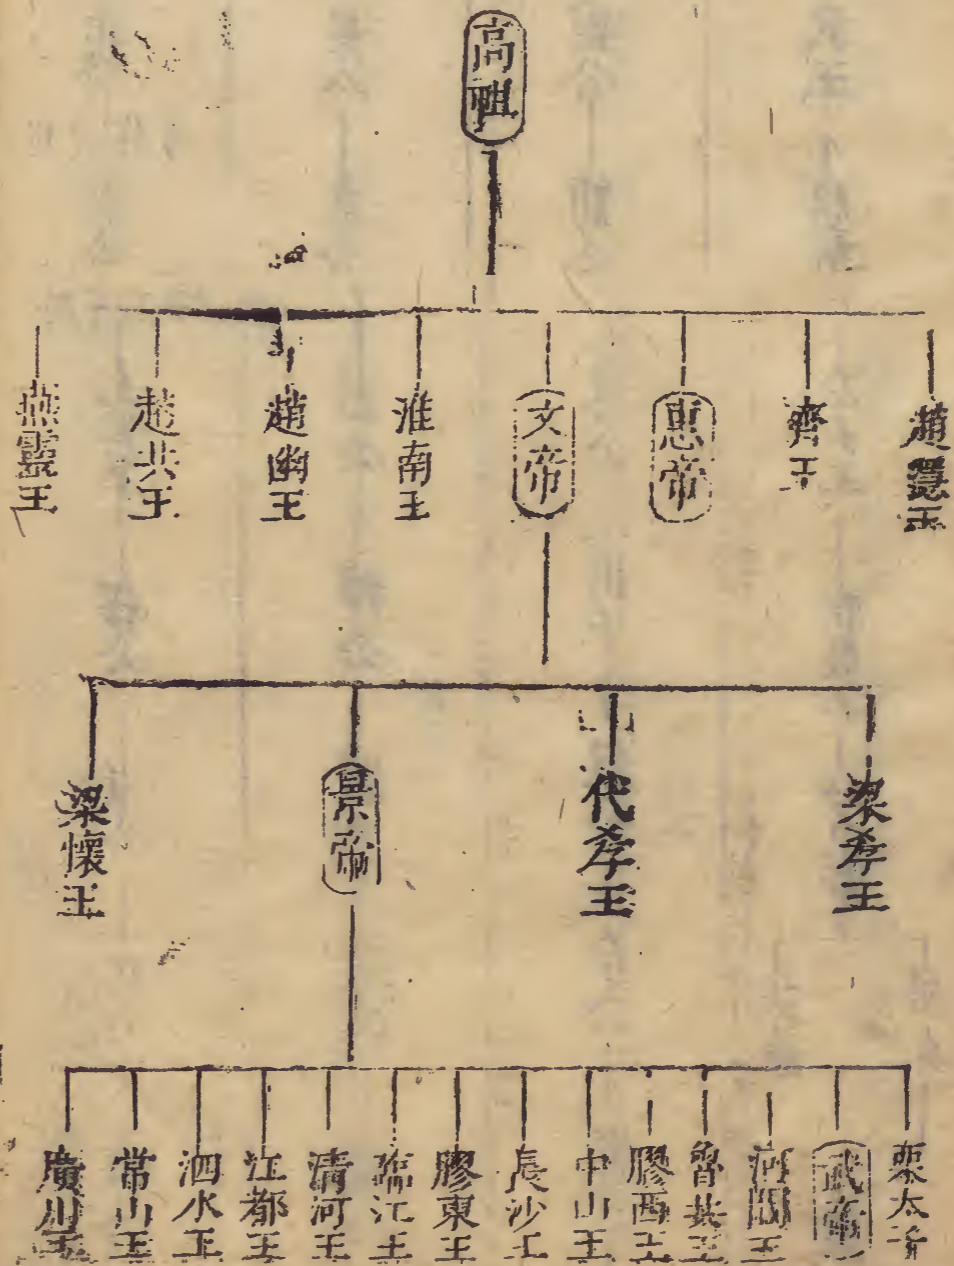 高祖
趙隱王
齊王
惠帝
文帝
淮南王
趙幽王
趙共王
燕靈王
梁孝王
代孝王
景帝
梁懷王
栗太子
武帝
河間王
魯共王
膠西王
中山王
長沙王
膠東王
臨江王
清河王
江都王
泗水王
常山王
廣川王